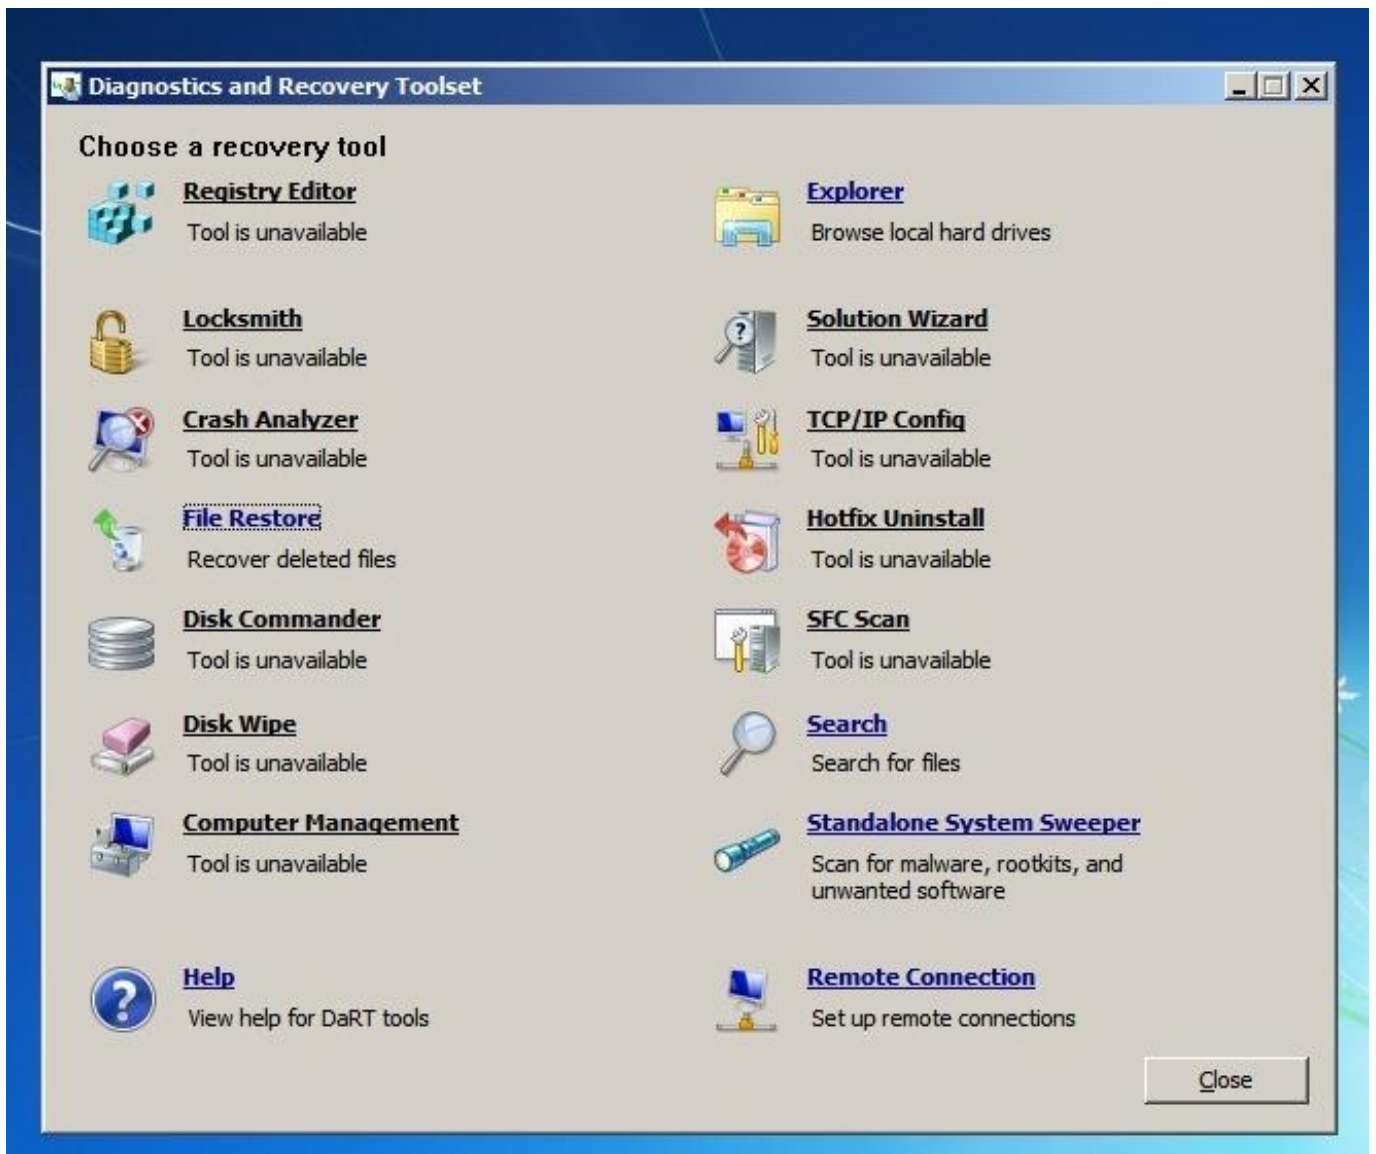 Diagnostics and Recovery Toolset
Choose a recovery tool
Registry Editor
Tool is unavailable
Explorer
Browse local hard drives
Locksmith
Tool is unavailable
Solution Wizard
Tool is unavailable
Crash Analyzer
Tool is unavailable
TCP/IP Config
Tool is unavailable
File Restore
Recover deleted files
Hotfix Uninstall
Tool is unavailable
Disk Commander
Tool is unavailable
SFC Scan
Tool is unavailable
Disk Wipe
Tool is unavailable
Search
Search for files
Computer Management
Tool is unavailable
Standalone System Sweeper
Scan for malware, rootkits, and
unwanted software
Help
View help for DaRT tools
Remote Connection
Set up remote connections
Close